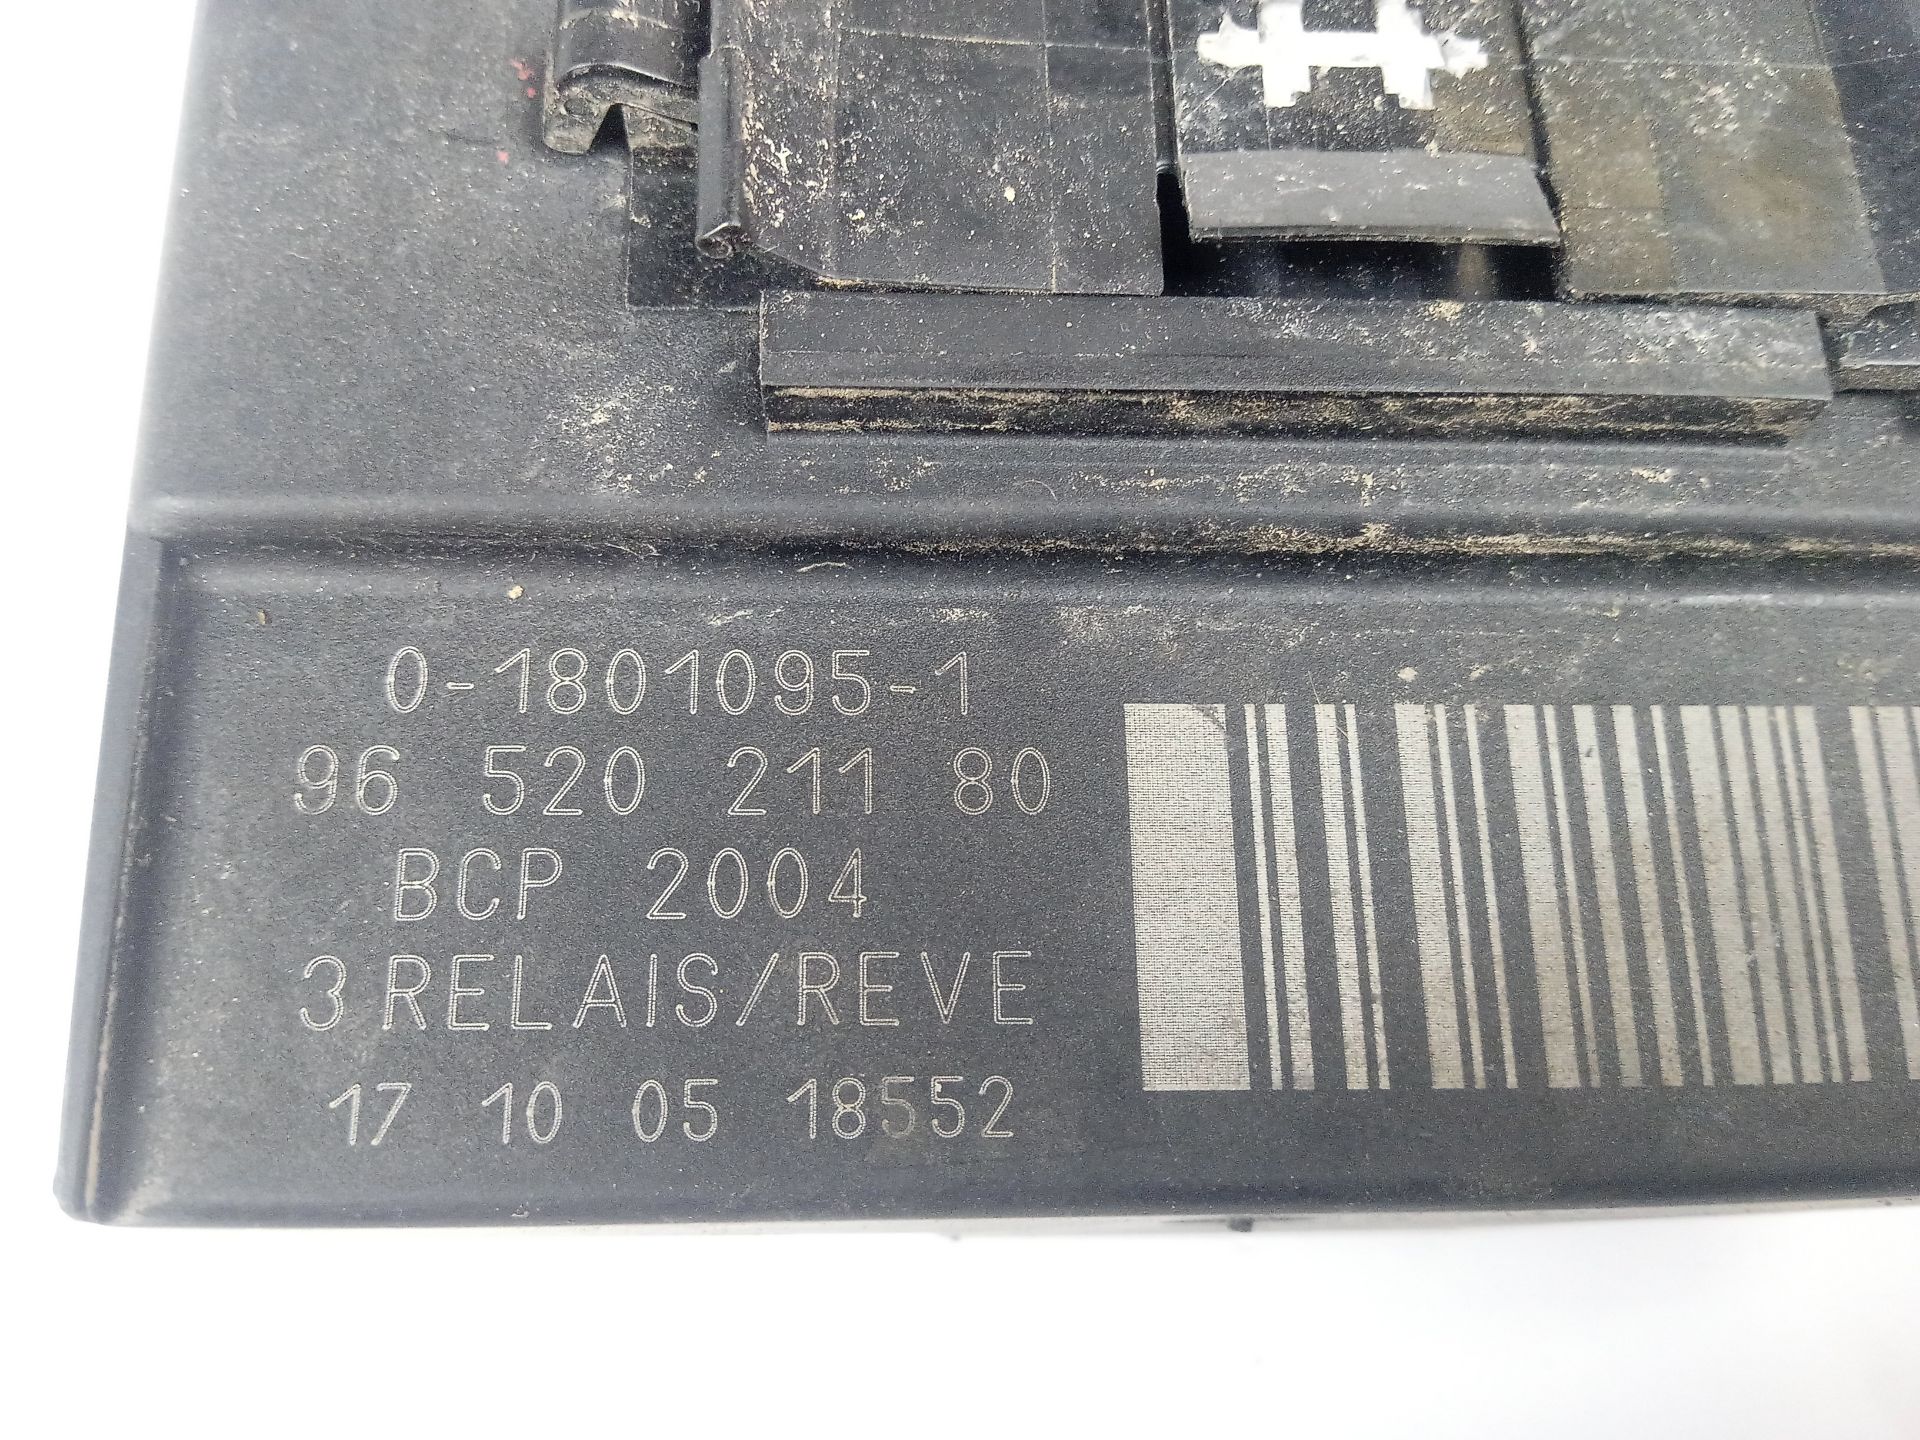 0-1801095-1
96 520 211 80
BCP 2004
3 RELAIS/REVE
17 10 05 18552